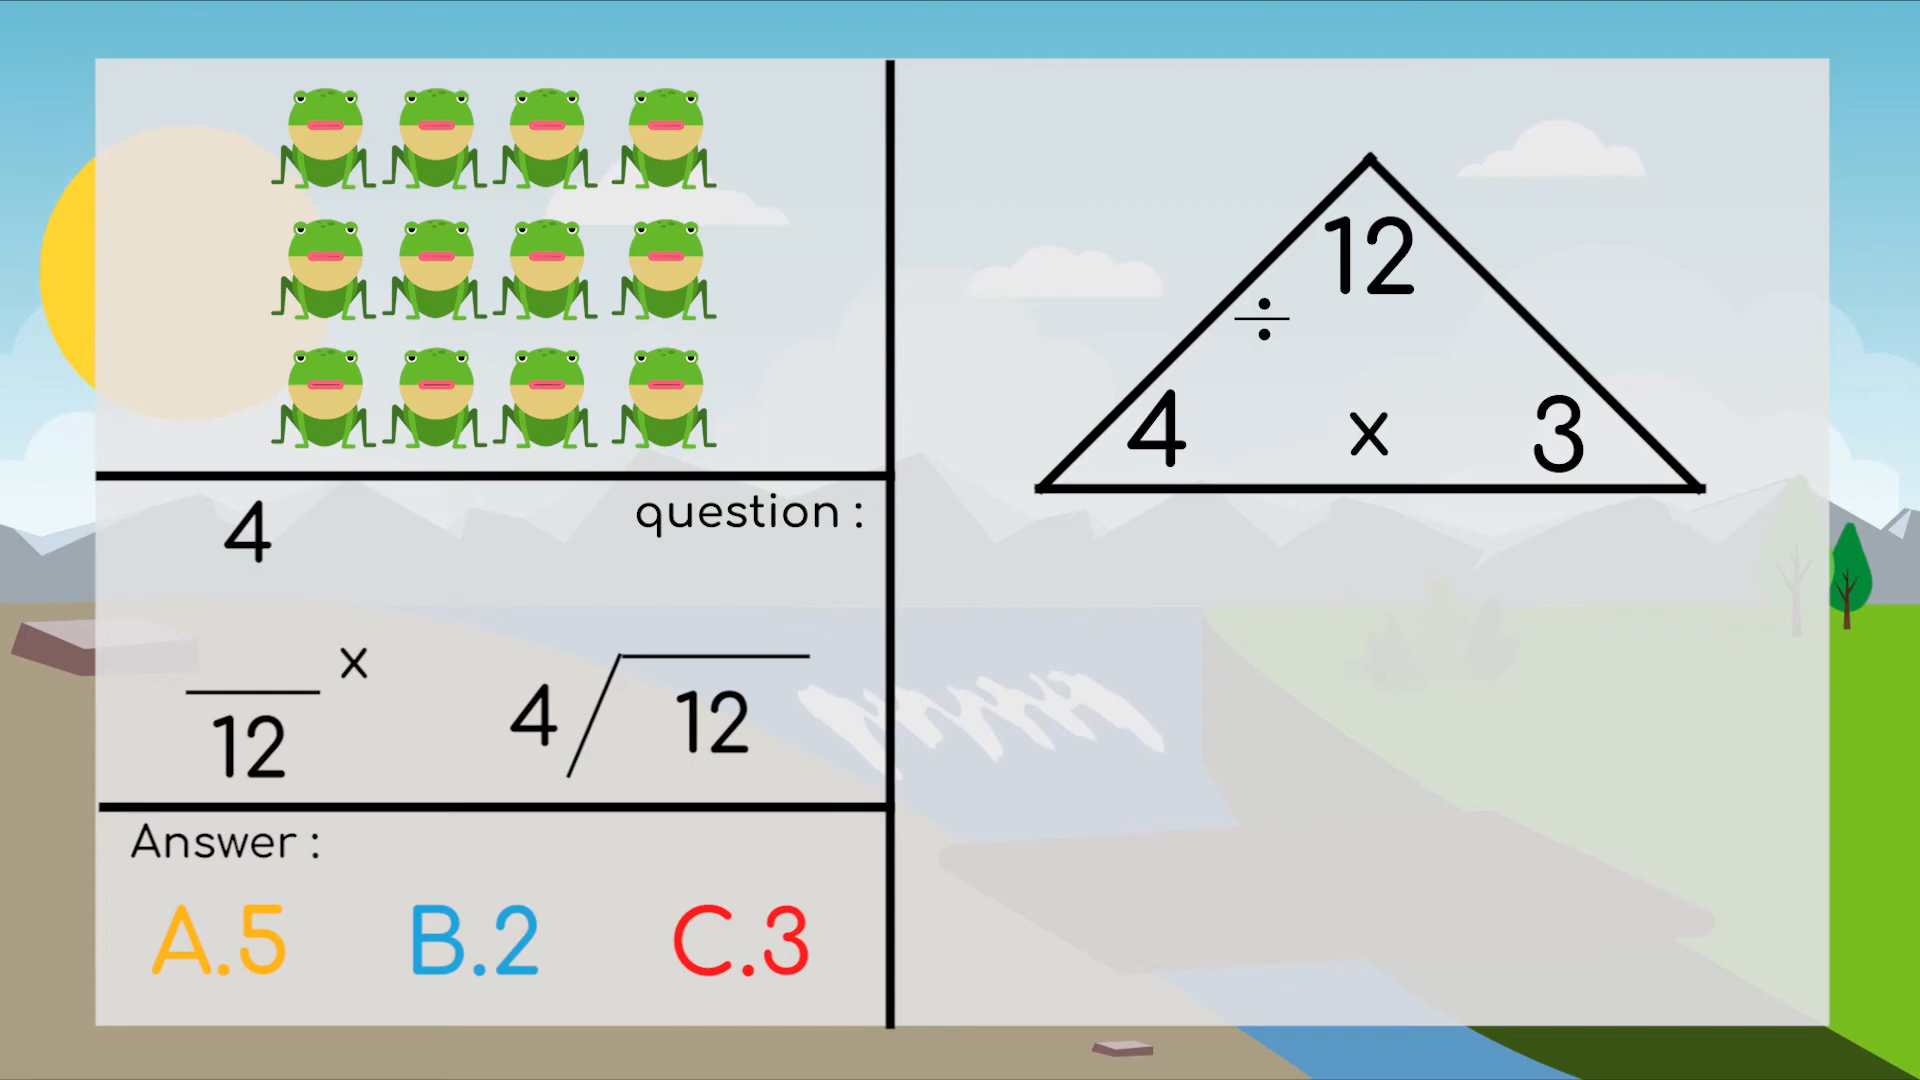 4
question :
x
12
4 12
Answer :
A.5 B.2 C.3
12
÷
4 x 3